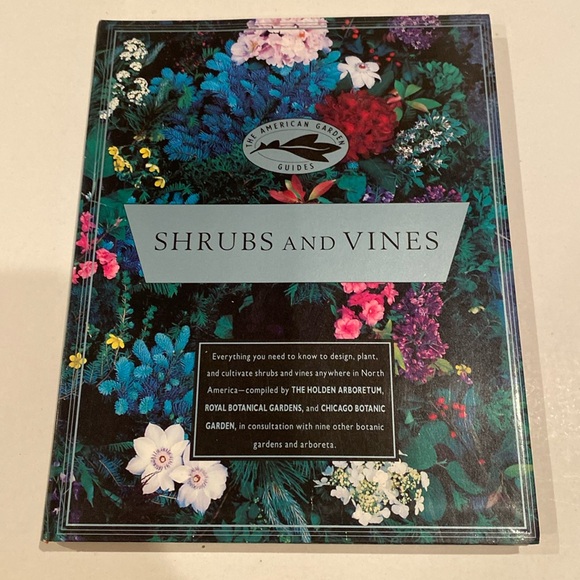 THE AMERICAN GARDEN
GUIDES
SHRUBS AND VINES
Everything you need to know to design, plant,
and cultivate shrubs and vines anywhere in North
America—compiled by THE HOLDEN ARBORETUM,
ROYAL BOTANICAL GARDENS, and CHICAGO BOTANIC
GARDEN, in consultation with nine other botanic
gardens and arboreta.